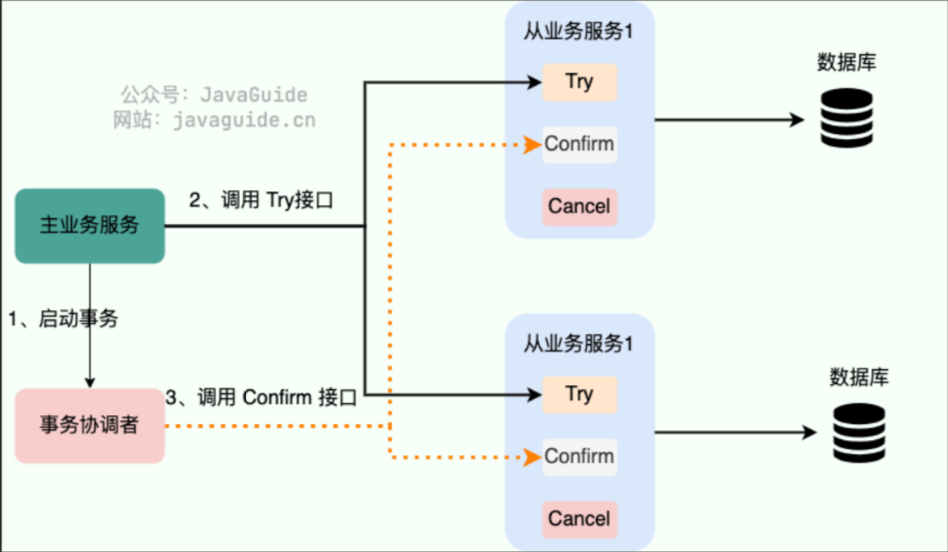 从业务服务1
数据库
Try
公众号：JavaGuide
网站：javaguide.cn
Confirm
2、调用 Try接口
Cancel
主业务服务
1、启动事务
从业务服务1
数据库
3、调用 Confirm 接口
Try
事务协调者
Confirm
Cancel